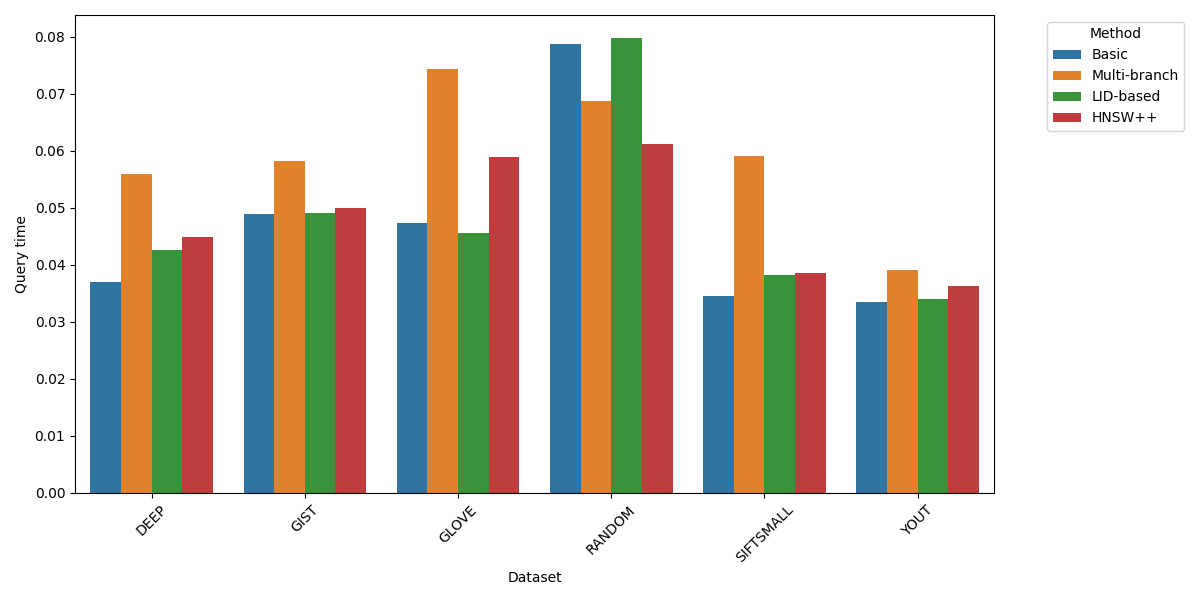 0.08
0.07
0.06
0.05
0.04
0.03
0.02
0.01
0.00
Query time
DEEP
GIST
GLOVE
RANDOM
SIFTSMALL
YOUT
Dataset
Method
Basic
Multi-branch
LID-based
HNSW++